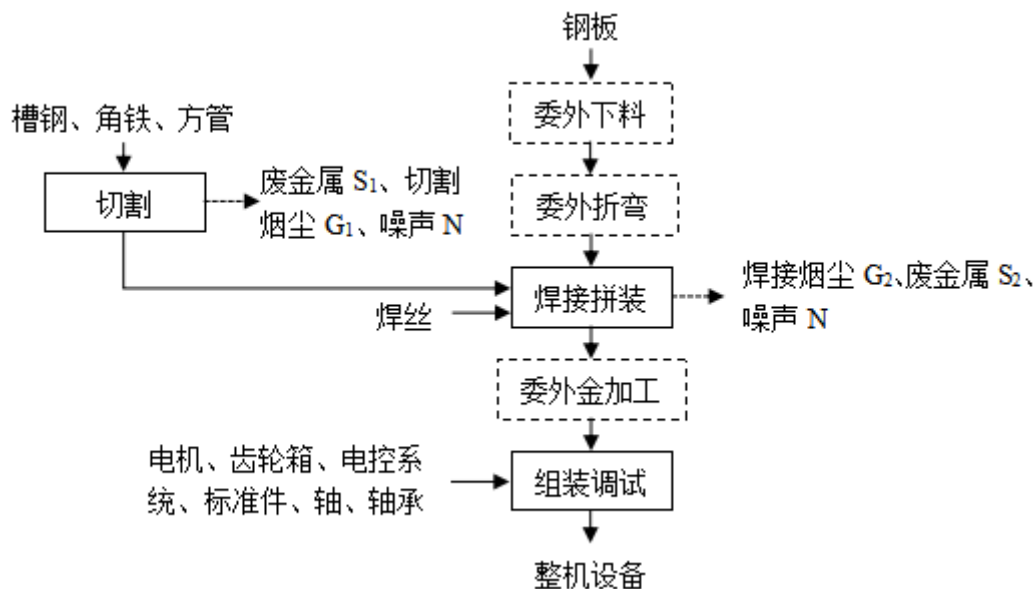 钢板
委外下料
槽钢、角铁、方管
切割
废金属 S₁、切割
烟尘 G₁、噪声 N
委外折弯
焊接拼装
焊接烟尘 G₂、废金属 S₂、
噪声 N
焊丝
委外金加工
电机、齿轮箱、电控系
统、标准件、轴、轴承
组装调试
整机设备